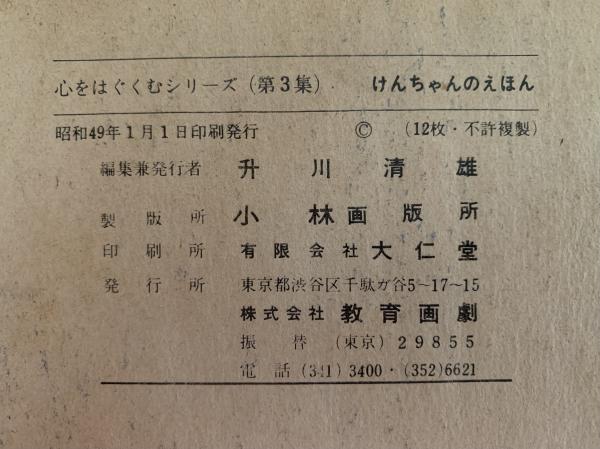 心をはぐくむシリーズ（第3集） けんちゃんのえほん
昭和49年1月1日印刷発行 © （12枚・不許複製）
編集兼発行者 升川清雄
製版所 小林画版所
印刷所 有限会社大仁堂
発行所 東京都渋谷区千駄ガ谷5〜17〜15
株式会社 教育画劇
振替（東京）29855
電話（341）3400・（352）6621